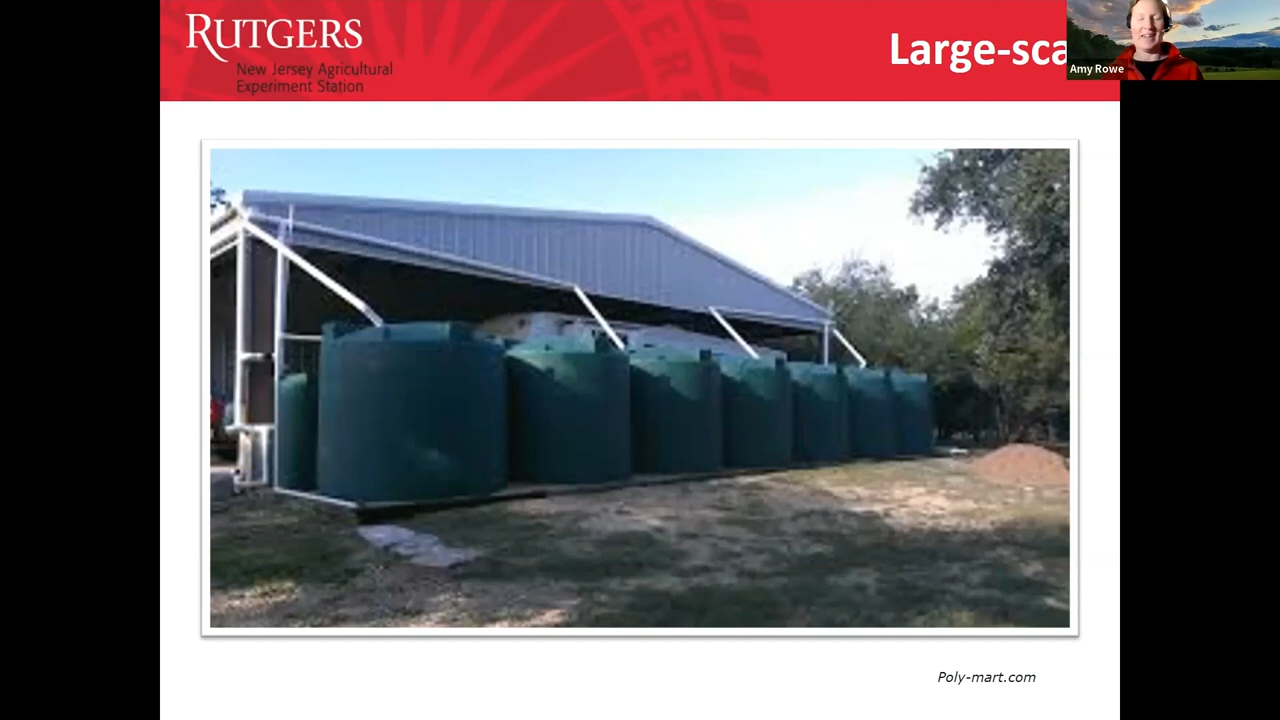 RUTGERS
New Jersey Agricultural
Experiment Station
Large-sca
Amy Rowe
Poly-mart.com